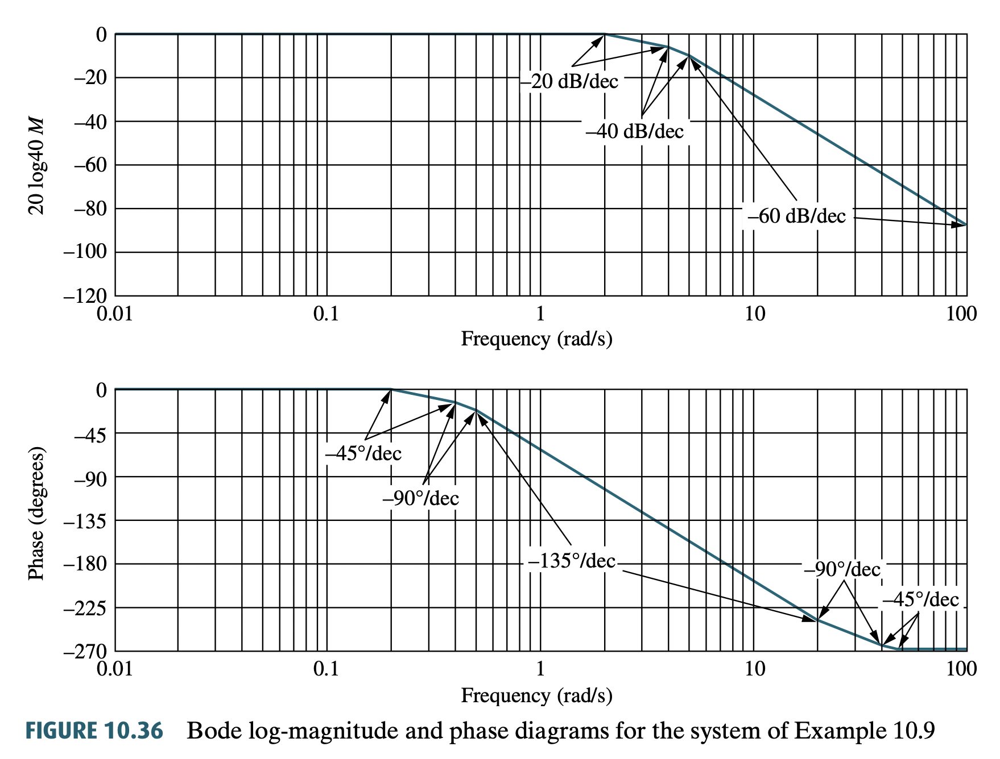 0
–20
–40
–60
–80
–100
–120
20 log40 M
–20 dB/dec
–40 dB/dec
–60 dB/dec
0.01 0.1 1 10 100
Frequency (rad/s)
0
–45
–90
–135
–180
–225
–270
Phase (degrees)
–45°/dec
–90°/dec
–135°/dec
–90°/dec
–45°/dec
0.01 0.1 1 10 100
Frequency (rad/s)
FIGURE 10.36 Bode log-magnitude and phase diagrams for the system of Example 10.9